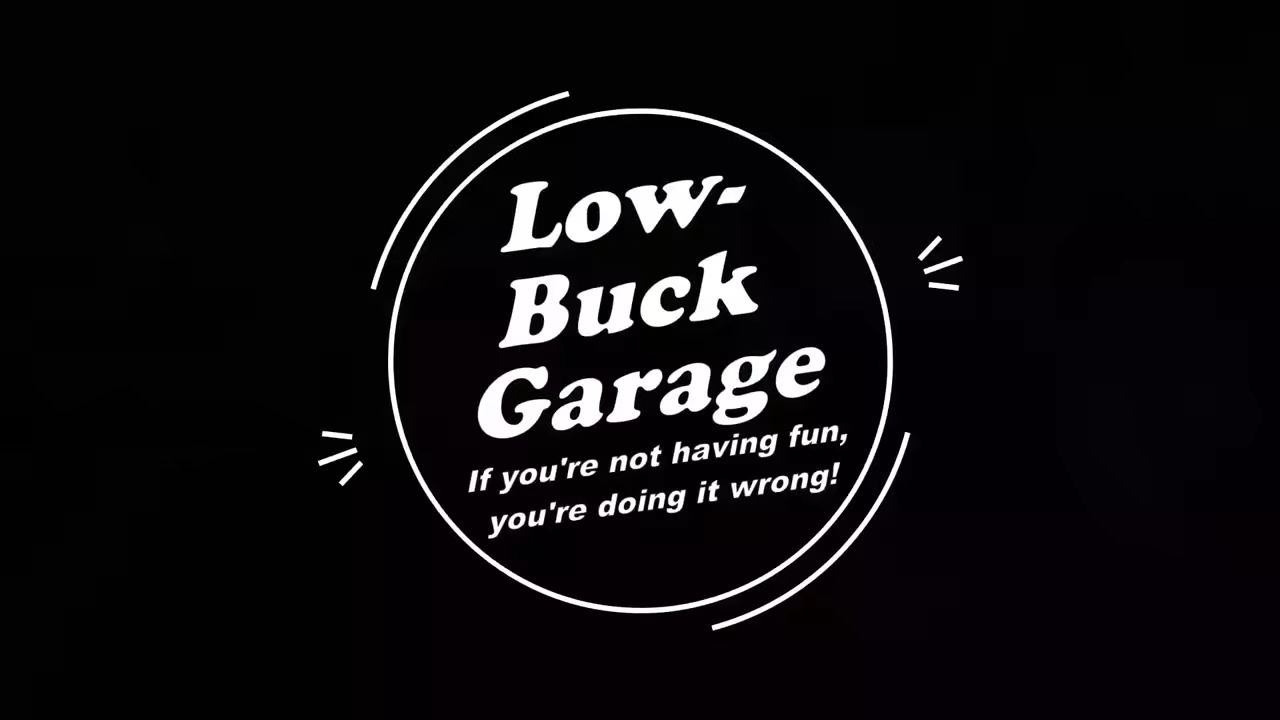 Low-
Buck
Garage
If you're not having fun,
you're doing it wrong!